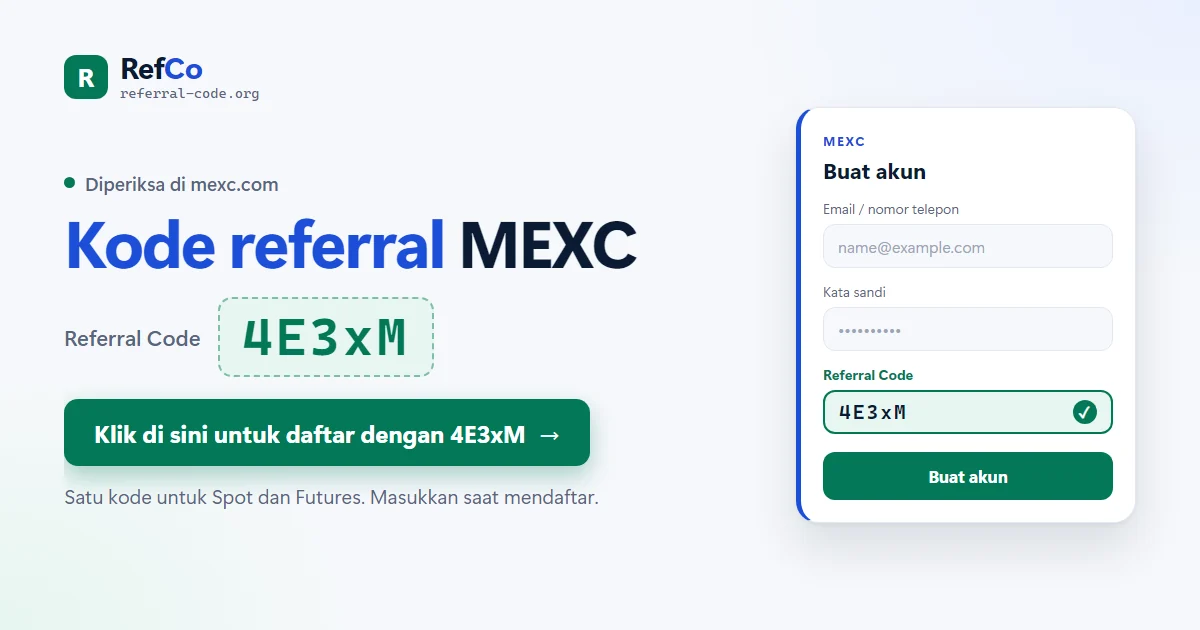 R
RefCo
referral-code.org
Diperiksa di mexc.com
Kode referral MEXC
Referral Code
4E3xM
Klik di sini untuk daftar dengan 4E3xM →
Satu kode untuk Spot dan Futures. Masukkan saat mendaftar.
MEXC
Buat akun
Email / nomor telepon
name@example.com
Kata sandi
••••••••••
Referral Code
4E3xM
Buat akun